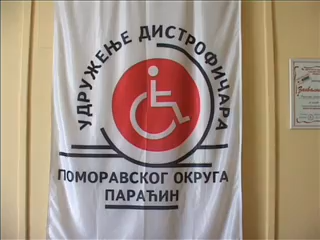 УДРУЖЕЊЕ ДИСТРОФИЧАРА
ПОМОРАВСКОГ ОКРУГА
ПАРАЋИН